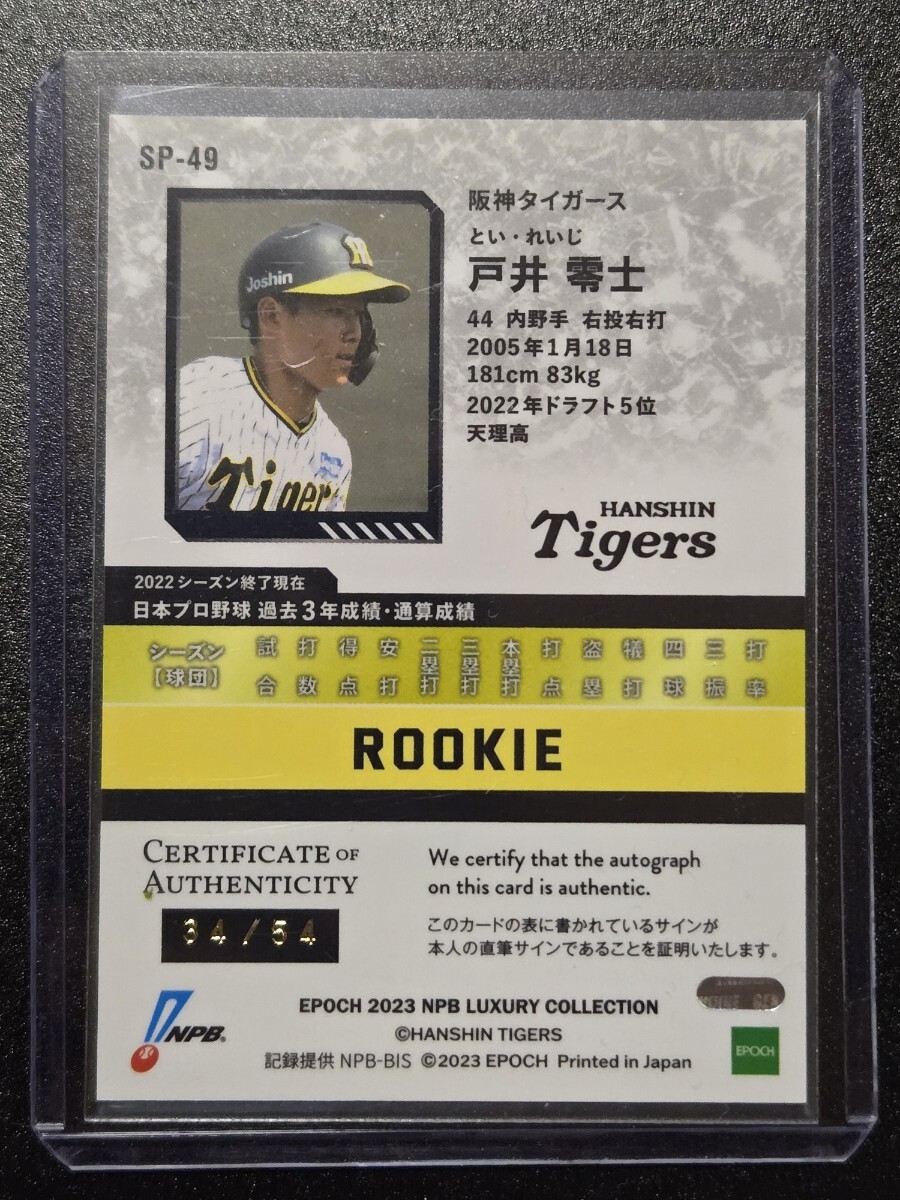 SP-49
Joshin
Tigers
阪神タイガース
とい・れいじ
戸井 零士
44 内野手 右投右打
2005年1月18日
181cm 83kg
2022年ドラフト5位
天理高
HANSHIN
Tigers
2022シーズン終了現在
日本プロ野球 過去3年成績・通算成績
シーズン【球団】 試合 打数 得点 安打 二塁打 三塁打 本塁打 打点 盗塁 犠打 四球 三振 打率
ROOKIE
CERTIFICATE OF
AUTHENTICITY
34/54
We certify that the autograph
on this card is authentic.
このカードの表に書かれているサインが
本人の直筆サインであることを証明いたします。
NPB
EPOCH 2023 NPB LUXURY COLLECTION
©HANSHIN TIGERS
記録提供 NPB-BIS ©2023 EPOCH Printed in Japan
EPOCH